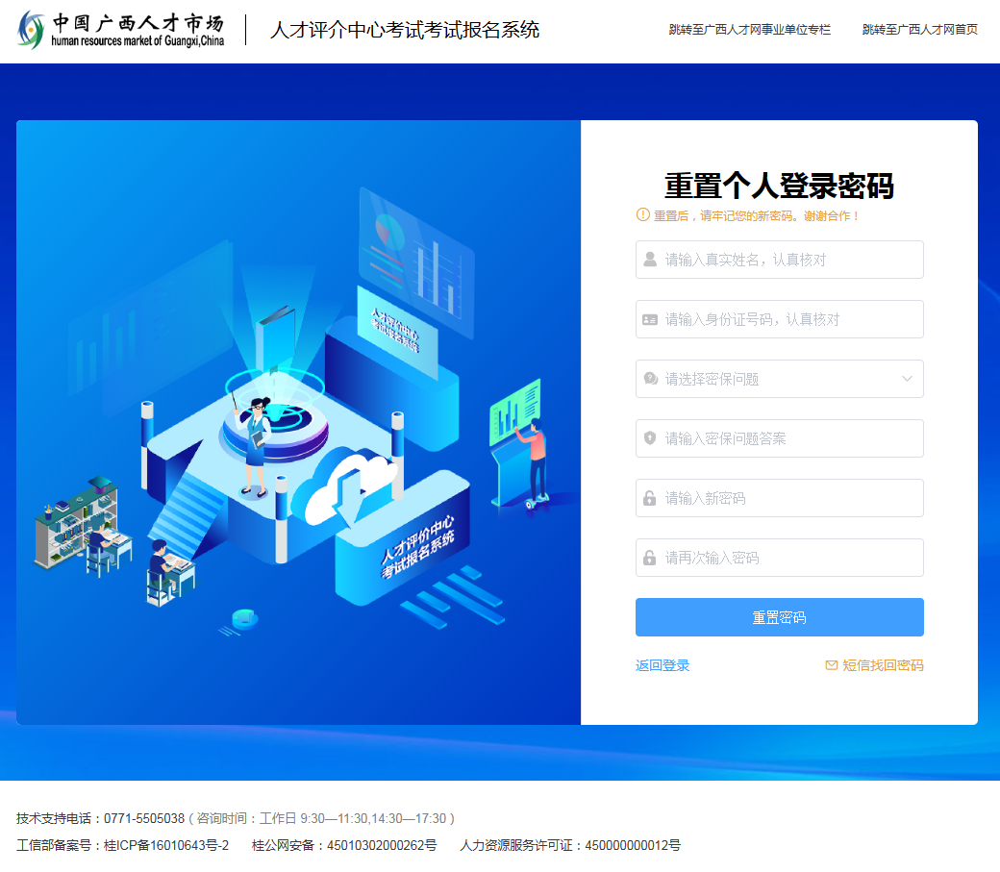 中国广西人才市场
human resources market of Guangxi,China
人才评介中心考试考试报名系统
跳转至广西人才网事业单位专栏
跳转至广西人才网首页
人才评价中心
考试报名系统
人才评价中心
考试报名系统
重置个人登录密码
重置后，请牢记您的新密码。谢谢合作！
请输入真实姓名，认真核对
请输入身份证号码，认真核对
请选择密保问题
请输入密保问题答案
请输入新密码
请再次输入密码
重置密码
返回登录
短信找回密码
技术支持电话：0771-5505038 ( 咨询时间：工作日 9:30—11:30,14:30—17:30 )
工信部备案号：桂ICP备16010643号-2 桂公网安备：45010302000262号 人力资源服务许可证：450000000012号